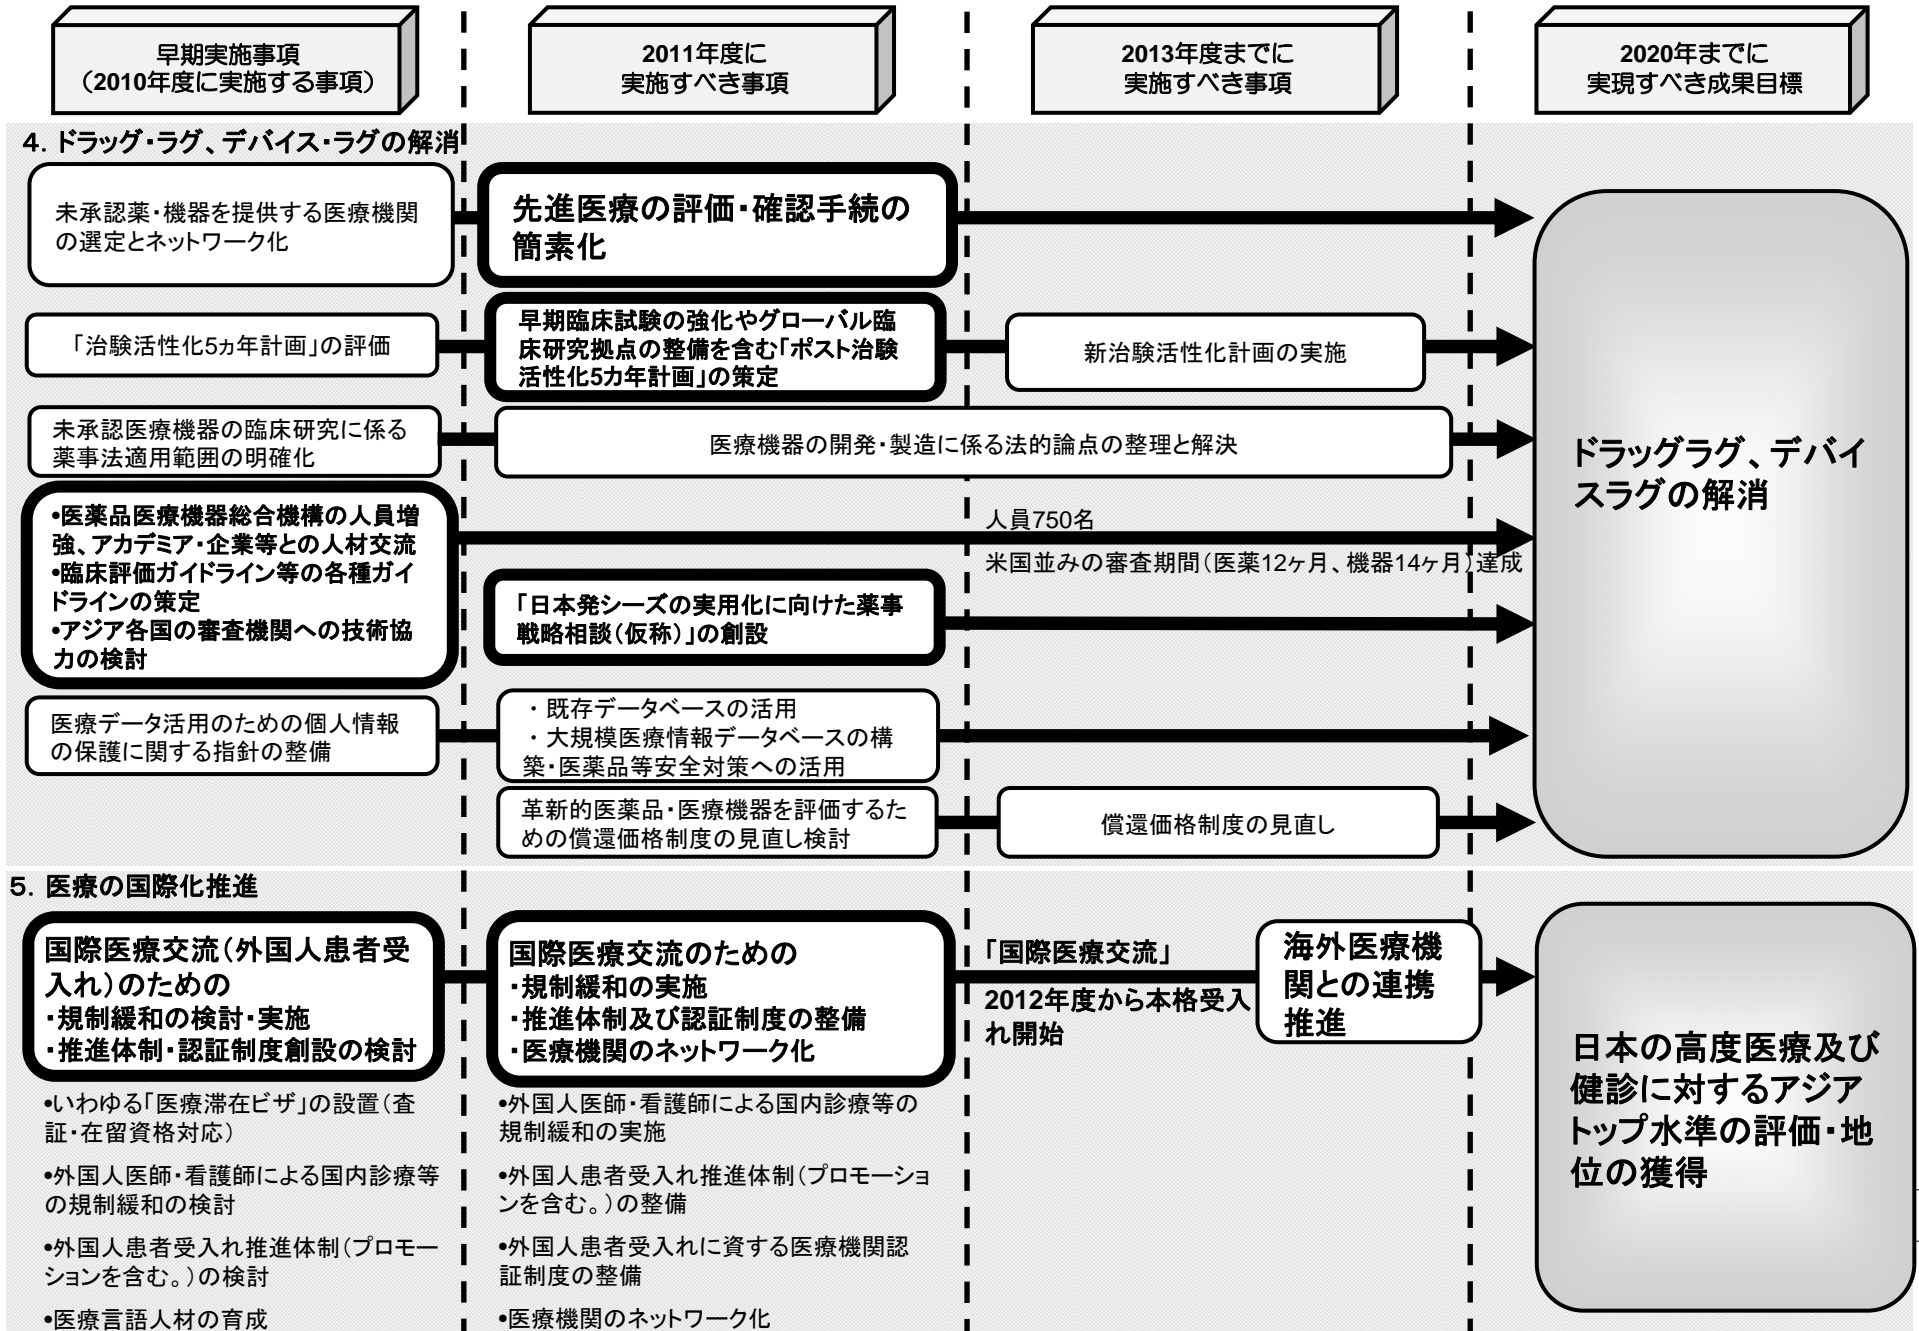 早期実施事項
（2010年度に実施する事項）
2011年度に
実施すべき事項
2013年度までに
実施すべき事項
2020年までに
実現すべき成果目標
４．ドラッグ・ラグ、デバイス・ラグの解消
未承認薬・機器を提供する医療機関
の選定とネットワーク化
先進医療の評価・確認手続の
簡素化
「治験活性化5ヵ年計画」の評価
早期臨床試験の強化やグローバル臨
床研究拠点の整備を含む「ポスト治験
活性化5カ年計画」の策定
新治験活性化計画の実施
未承認医療機器の臨床研究に係る
薬事法適用範囲の明確化
医療機器の開発・製造に係る法的論点の整理と解決
•医薬品医療機器総合機構の人員増
強、アカデミア・企業等との人材交流
•臨床評価ガイドライン等の各種ガイ
ドラインの策定
•アジア各国の審査機関への技術協
力の検討
人員750名
米国並みの審査期間（医薬12ヶ月、機器14ヶ月）達成
「日本発シーズの実用化に向けた薬事
戦略相談（仮称）」の創設
医療データ活用のための個人情報
の保護に関する指針の整備
・ 既存データベースの活用
・ 大規模医療情報データベースの構
築・医薬品等安全対策への活用
革新的医薬品・医療機器を評価するた
めの償還価格制度の見直し検討
償還価格制度の見直し
ドラッグラグ、デバイ
スラグの解消
５．医療の国際化推進
国際医療交流（外国人患者受
入れ）のための
・規制緩和の検討・実施
・推進体制・認証制度創設の検討
国際医療交流のための
・規制緩和の実施
・推進体制及び認証制度の整備
・医療機関のネットワーク化
「国際医療交流」
2012年度から本格受入
れ開始
海外医療機
関との連携
推進
日本の高度医療及び
健診に対するアジア
トップ水準の評価・地
位の獲得
•いわゆる「医療滞在ビザ」の設置（査
証・在留資格対応）
•外国人医師・看護師による国内診療等
の規制緩和の検討
•外国人患者受入れ推進体制（プロモー
ションを含む。）の検討
•医療言語人材の育成
•外国人医師・看護師による国内診療等の
規制緩和の実施
•外国人患者受入れ推進体制（プロモーショ
ンを含む。）の整備
•外国人患者受入れに資する医療機関認
証制度の整備
•医療機関のネットワーク化